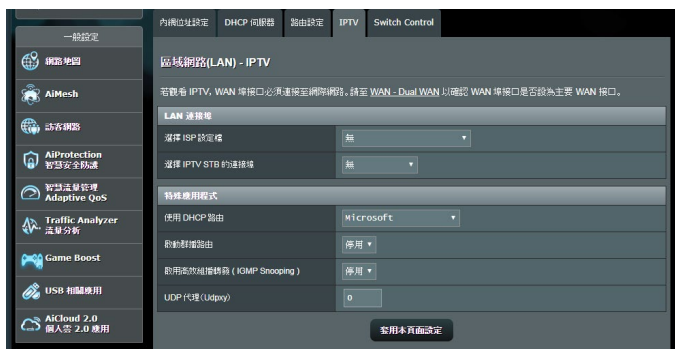 內網位址設定 DHCP 伺服器 路由設定 IPTV Switch Control
一般設定
網路地圖
AiMesh
訪客網路
AiProtection
智慧安全防護
智慧流量管理
Adaptive QoS
Traffic Analyzer
流量分析
Game Boost
USB 相關應用
AiCloud 2.0
個人雲 2.0 應用
區域網路(LAN) - IPTV
若觀看 IPTV, WAN 埠接口必須連接至網際網路。請至 WAN - Dual WAN 以確認 WAN 埠接口是否設為主要 WAN 接口。
LAN 連接埠
選擇 ISP 設定檔 無
選擇 IPTV STB 的連接埠 無
特殊應用程式
使用 DHCP 路由 Microsoft
啟動群播路由 停用
啟用高效組播轉發 ( IGMP Snooping ) 停用
UDP 代理 (Udpxy) 0
套用本頁面設定